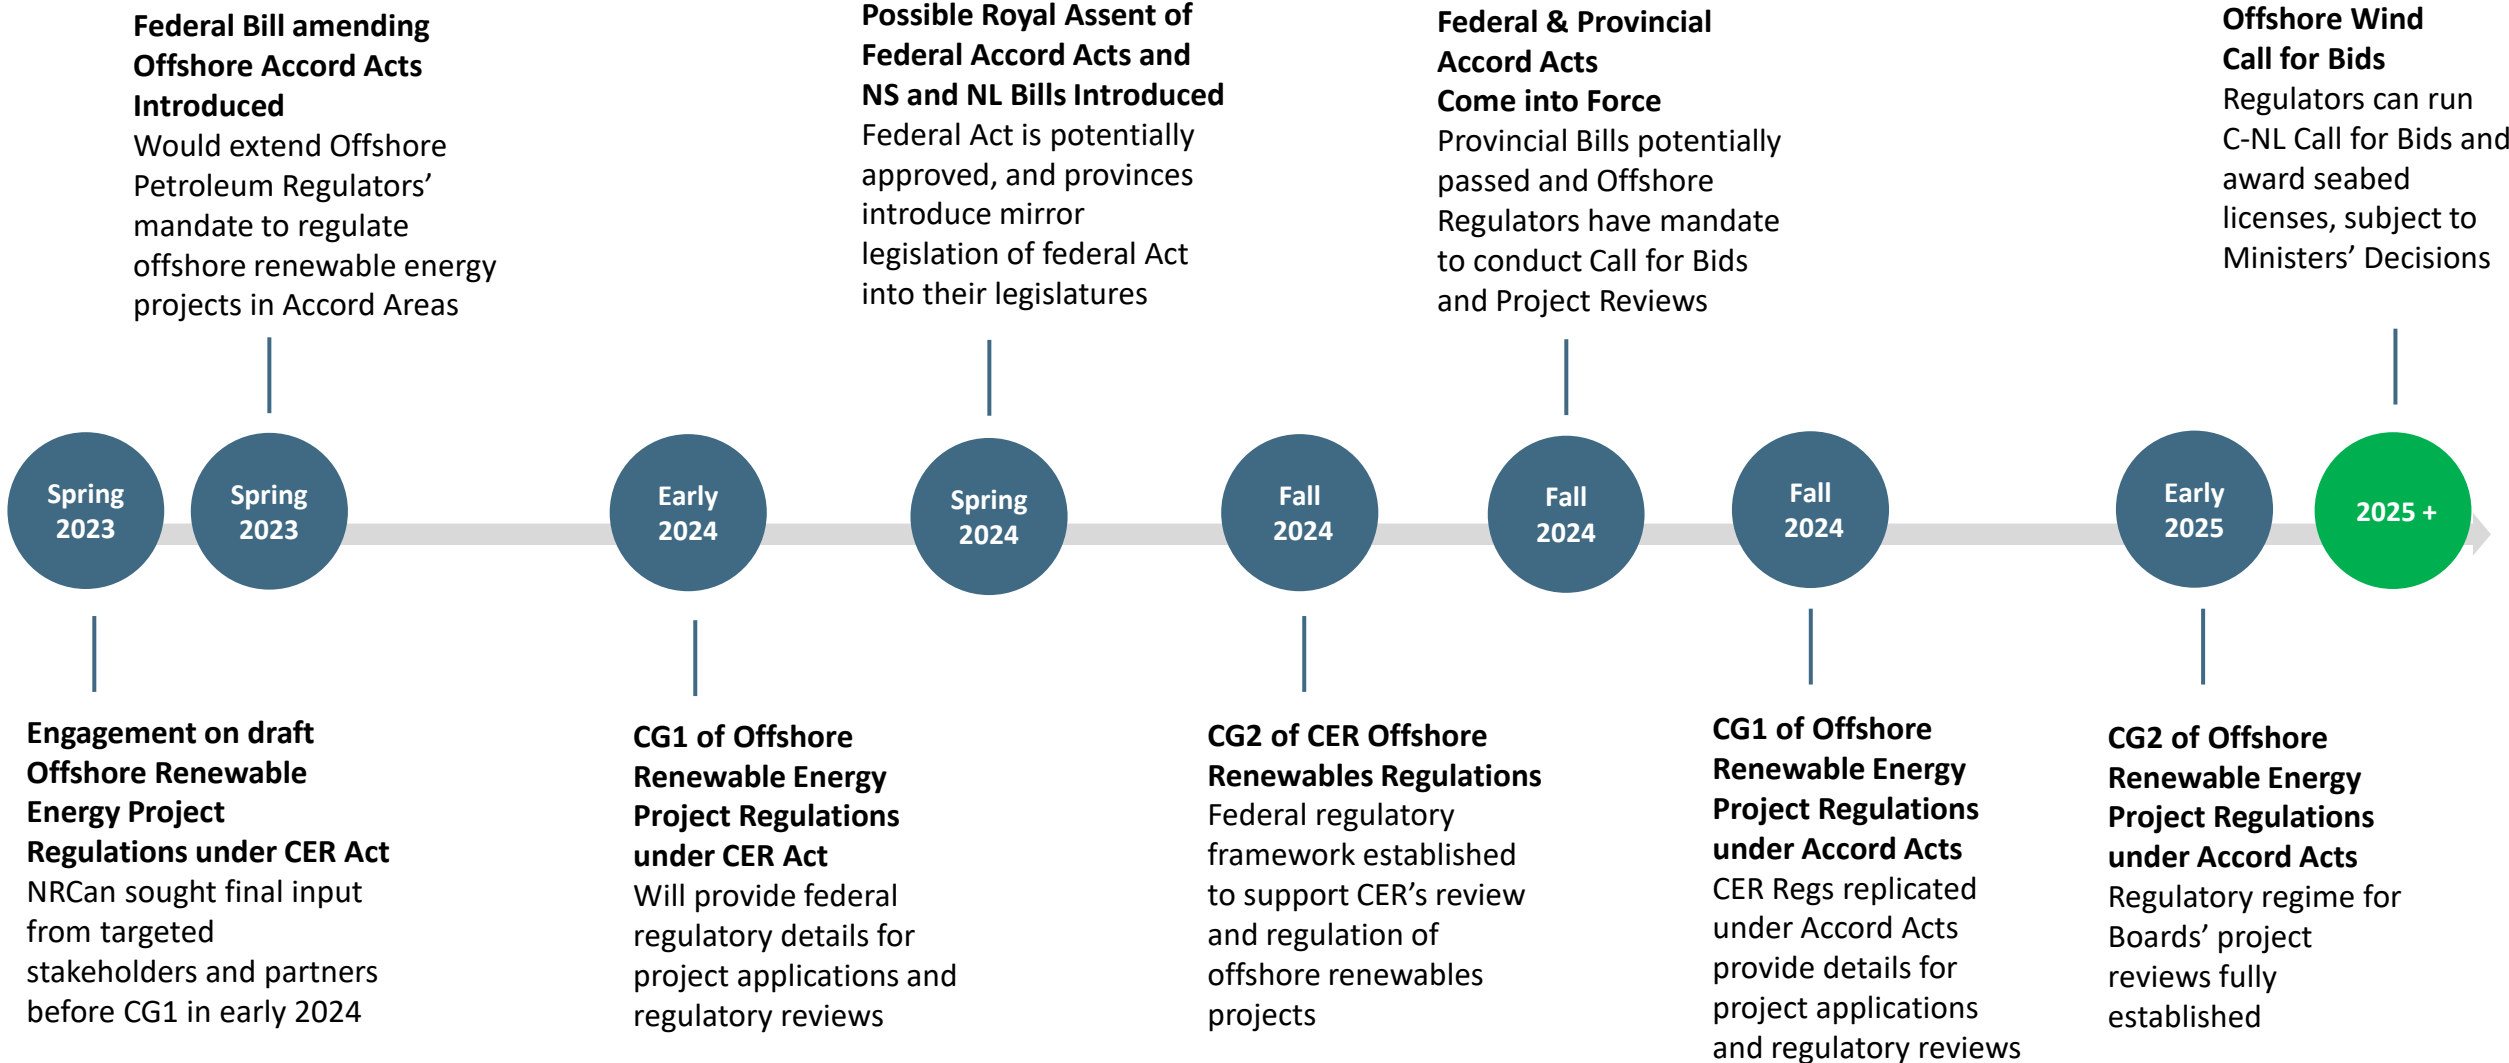 Federal Bill amending
Offshore Accord Acts
Introduced
Would extend Offshore
Petroleum Regulators’
mandate to regulate
offshore renewable energy
projects in Accord Areas
Possible Royal Assent of
Federal Accord Acts and
NS and NL Bills Introduced
Federal Act is potentially
approved, and provinces
introduce mirror
legislation of federal Act
into their legislatures
Federal & Provincial
Accord Acts
Come into Force
Provincial Bills potentially
passed and Offshore
Regulators have mandate
to conduct Call for Bids
and Project Reviews
Offshore Wind
Call for Bids
Regulators can run
C-NL Call for Bids and
award seabed
licenses, subject to
Ministers’ Decisions
Spring
2023
Spring
2023
Early
2024
Spring
2024
Fall
2024
Fall
2024
Fall
2024
Early
2025
2025 +
Engagement on draft
Offshore Renewable
Energy Project
Regulations under CER Act
NRCan sought final input
from targeted
stakeholders and partners
before CG1 in early 2024
CG1 of Offshore
Renewable Energy
Project Regulations
under CER Act
Will provide federal
regulatory details for
project applications and
regulatory reviews
CG2 of CER Offshore
Renewables Regulations
Federal regulatory
framework established
to support CER’s review
and regulation of
offshore renewables
projects
CG1 of Offshore
Renewable Energy
Project Regulations
under Accord Acts
CER Regs replicated
under Accord Acts
provide details for
project applications
and regulatory reviews
CG2 of Offshore
Renewable Energy
Project Regulations
under Accord Acts
Regulatory regime for
Boards’ project
reviews fully
established